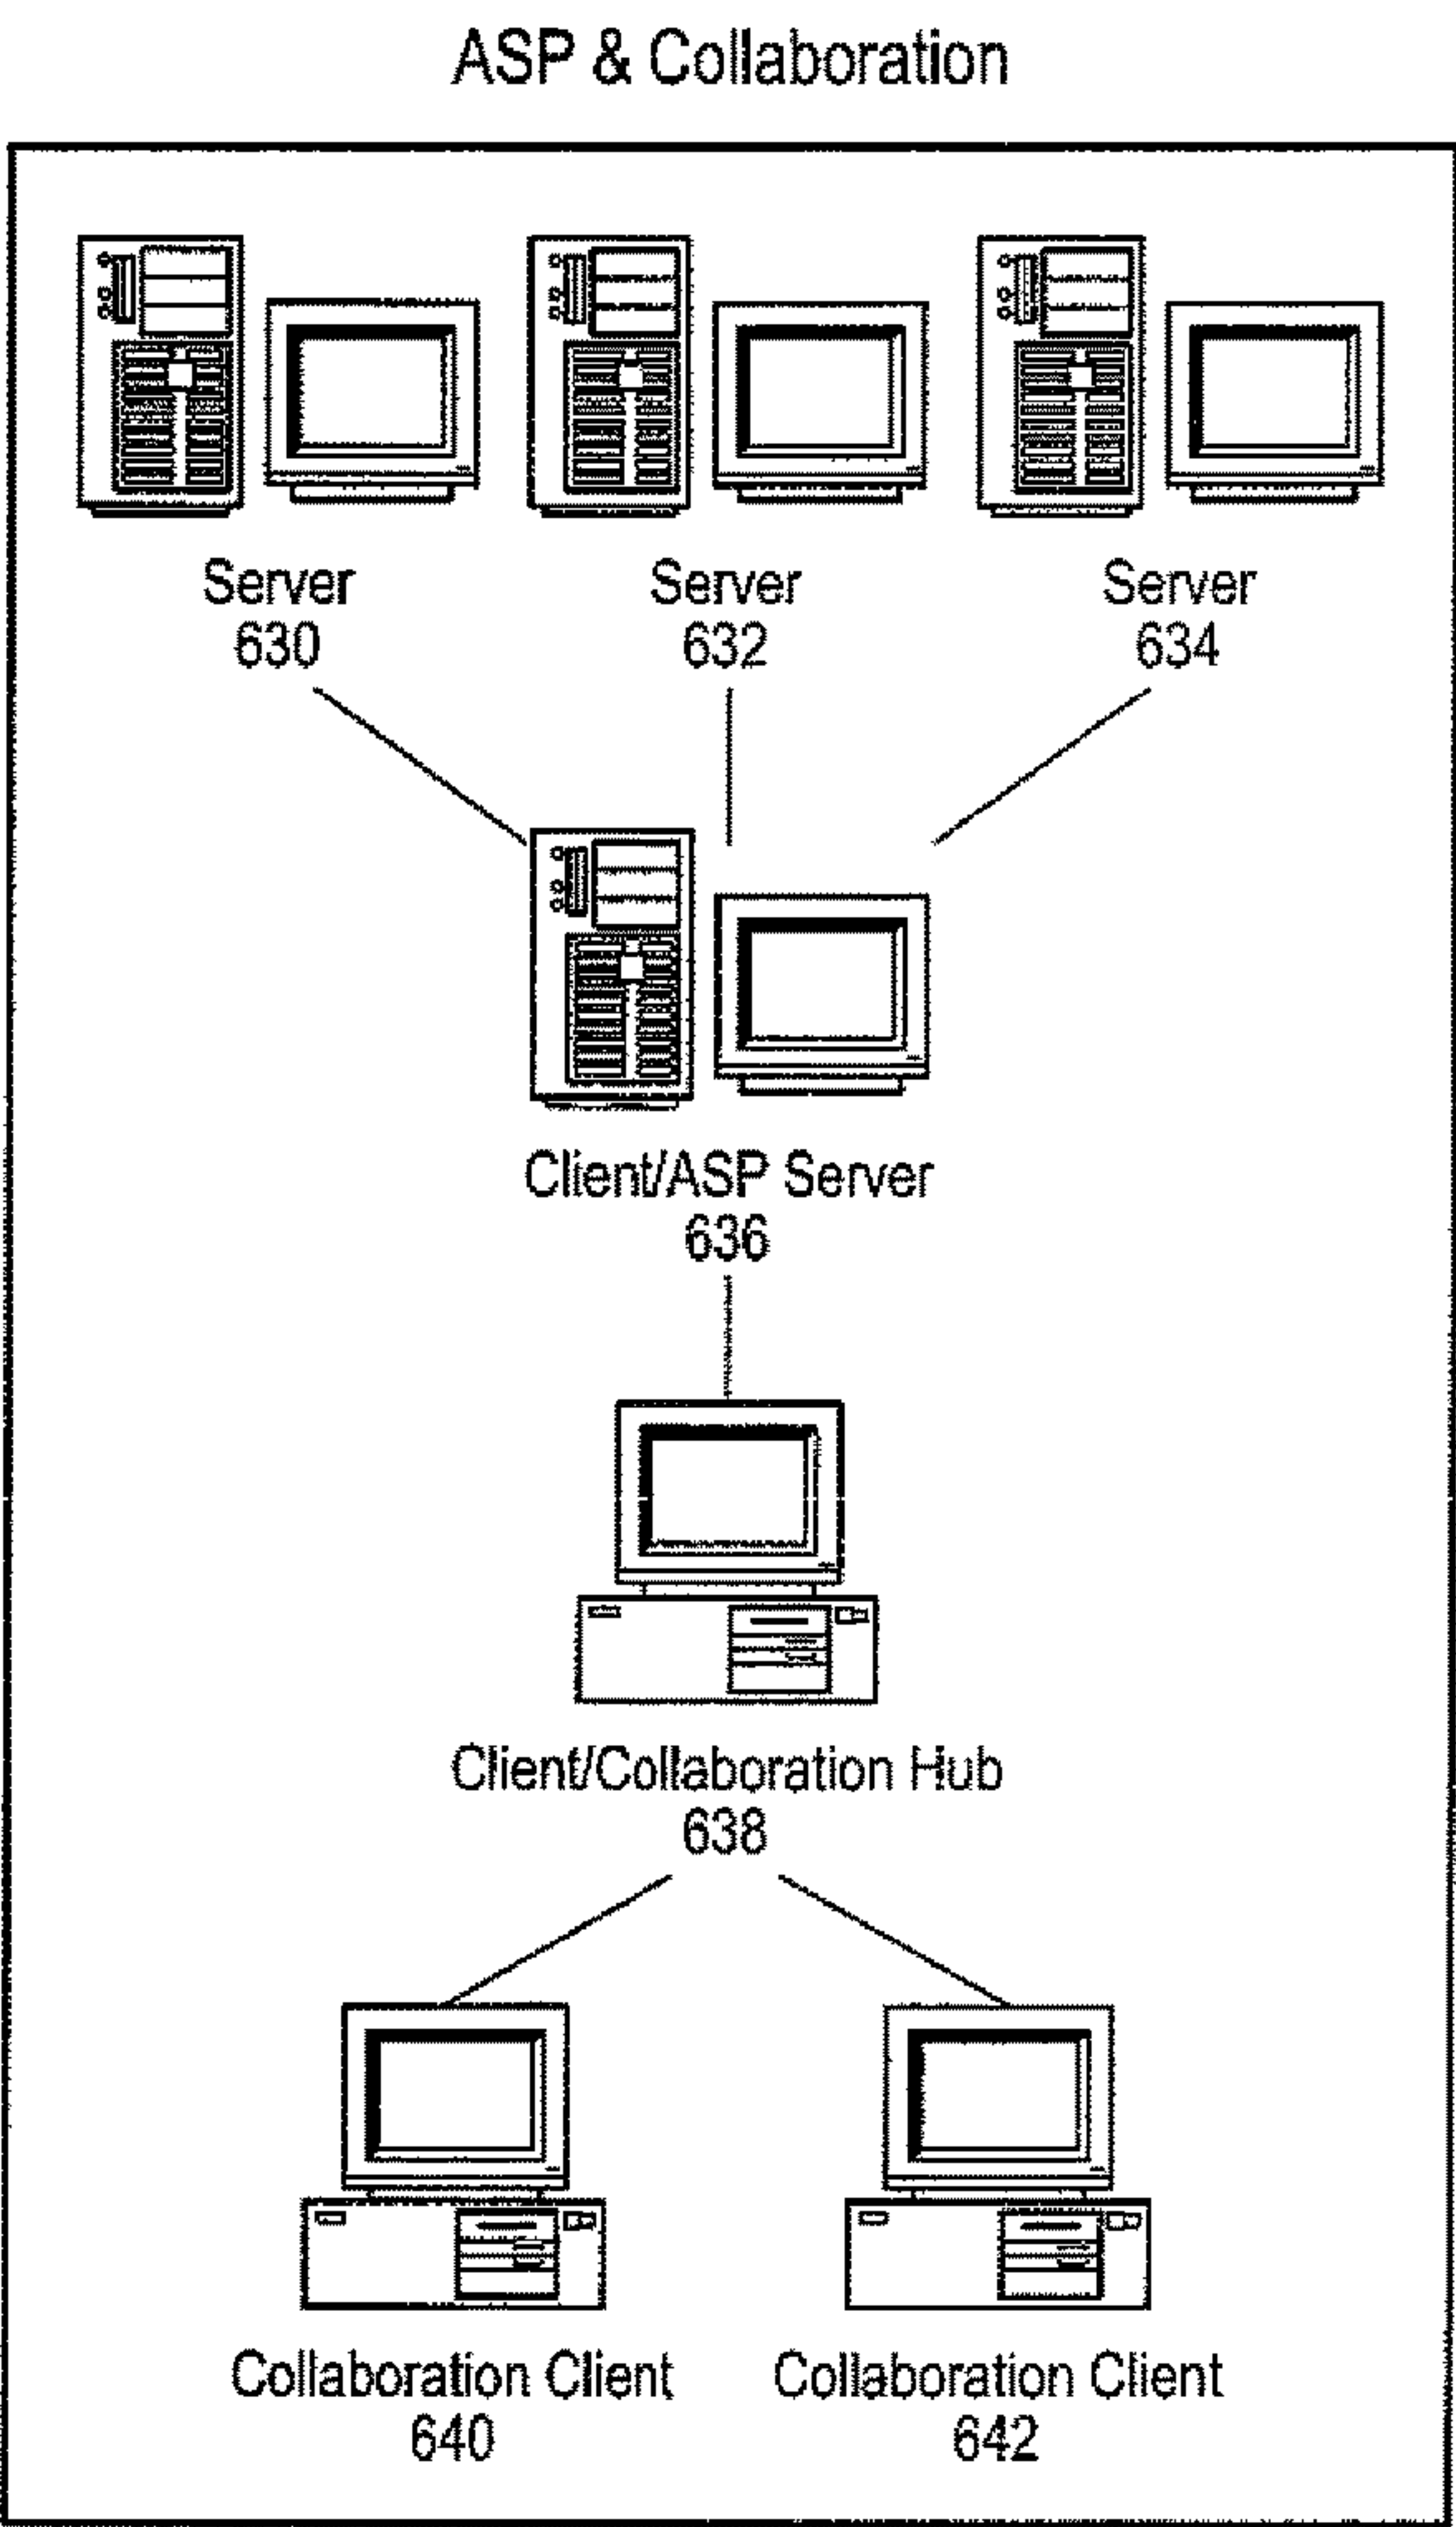 ASP & Collaboration
Server
630
Server
632
Server
634
Client/ASP Server
636
Client/Collaboration Hub
638
Collaboration Client
640
Collaboration Client
642